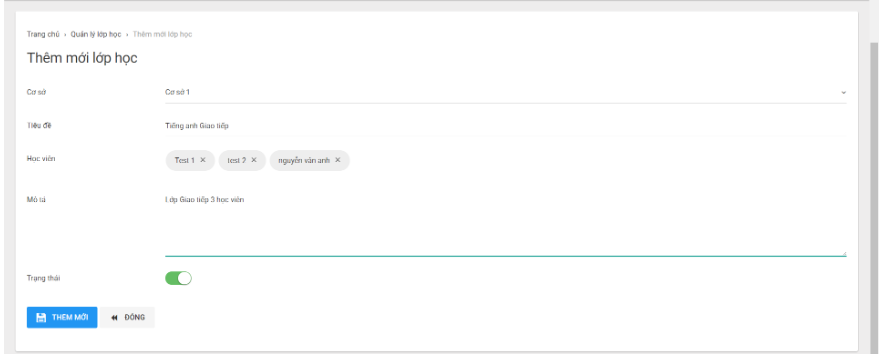 Trang chủ › Quản lý lớp học › Thêm mới lớp học
Thêm mới lớp học
Cơ sở Cơ sở 1
Tiêu đề Tiếng anh Giao tiếp
Học viên Test 1 × test 2 × nguyễn vân anh ×
Mô tả Lớp Giao tiếp 3 học viên
Trạng thái
THÊM MỚI ĐÓNG